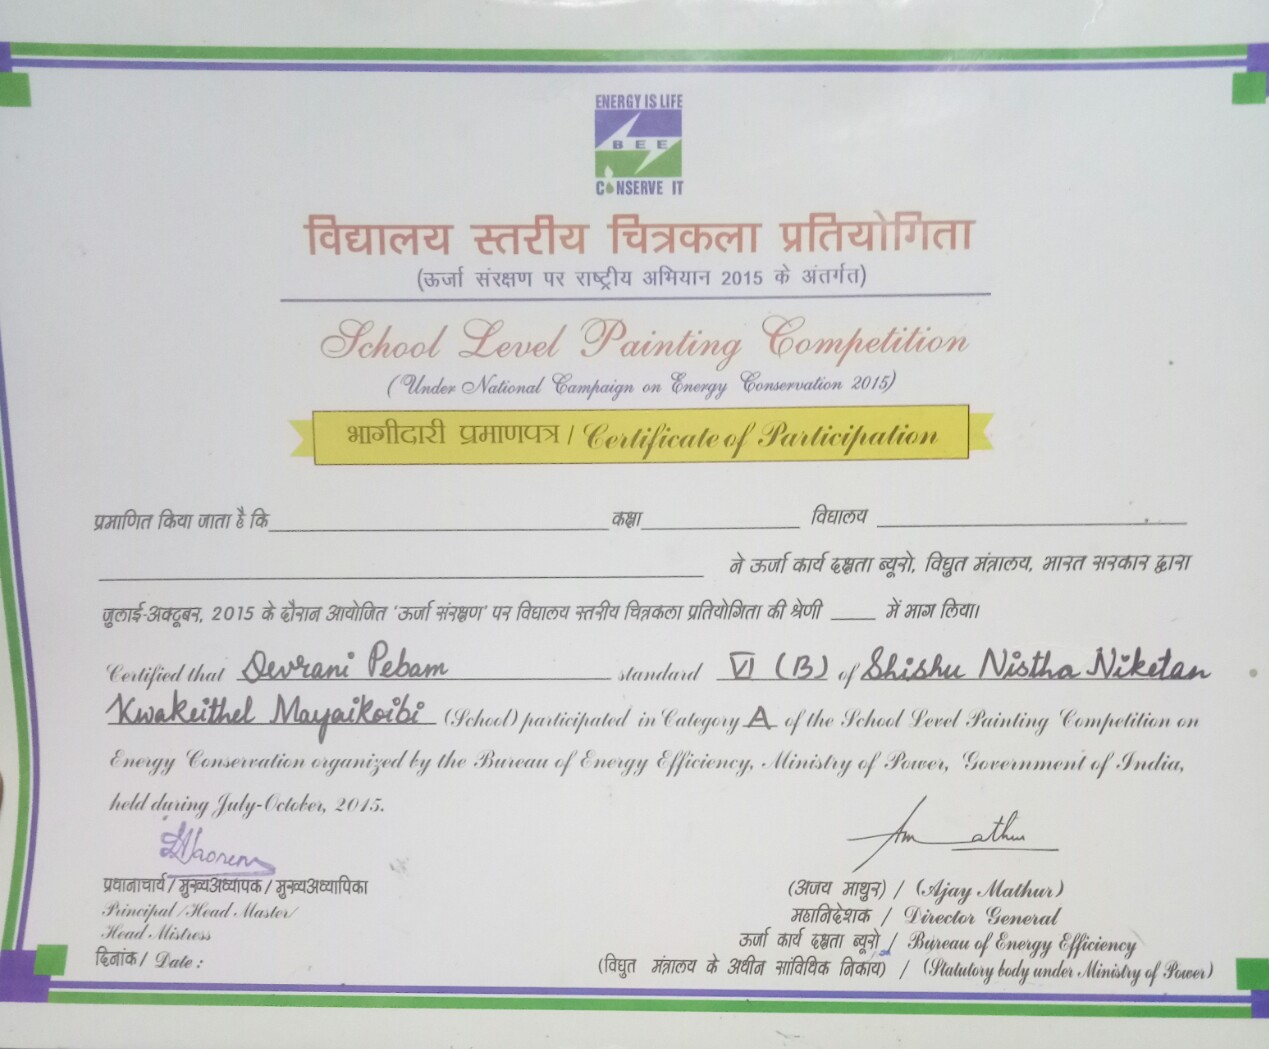 ENERGY IS LIFE
BEE
CONSERVE IT
विद्यालय स्तरीय चित्रकला प्रतियोगिता
(ऊर्जा संरक्षण पर राष्ट्रीय अभियान 2015 के अंतर्गत)
School Level Painting Competition
(Under National Campaign on Energy Conservation 2015)
भागीदारी प्रमाणपत्र / Certificate of Participation
प्रमाणित किया जाता है कि कक्षा विद्यालय
ने ऊर्जा कार्य दक्षता ब्यूरो, विद्युत मंत्रालय, भारत सरकार द्वारा
जुलाई-अक्टूबर, 2015 के दौरान आयोजित 'ऊर्जा संरक्षण' पर विद्यालय स्तरीय चित्रकला प्रतियोगिता की श्रेणी में भाग लिया।
Certified that Devrani Pebam standard VI (B) of Shishu Nistha Niketan
Kwakeithel Mayaikoibi (School) participated in Category A of the School Level Painting Competition on
Energy Conservation organized by the Bureau of Energy Efficiency, Ministry of Power, Government of India,
held during July-October, 2015.
प्रधानाचार्य / मुख्यअध्यापक / मुख्यअध्यापिका
Principal/Head Master/
Head Mistress
दिनांक / Date :
(अजय माथुर) / (Ajay Mathur)
महानिदेशक / Director General
ऊर्जा कार्य दक्षता ब्यूरो / Bureau of Energy Efficiency
(विद्युत मंत्रालय के अधीन सांविधिक निकाय) / (Statutory body under Ministry of Power)